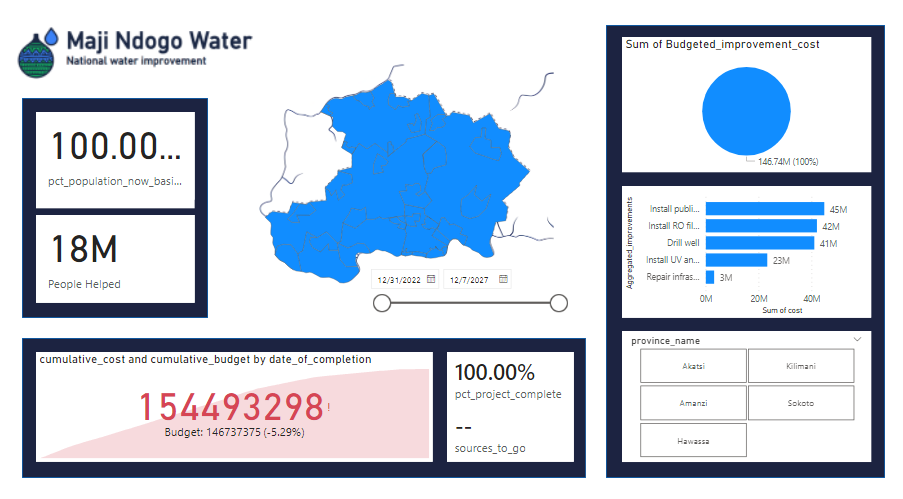 Maji Ndogo Water
National water improvement
100.00...
pct_population_now_basi...
18M
People Helped
12/31/2022
12/7/2027
cumulative_cost and cumulative_budget by date_of_completion
154493298!
Budget: 146737375 (-5.29%)
100.00%
pct_project_complete
--
sources_to_go
Sum of Budgeted_improvement_cost
146.74M (100%)
Aggregated_improvements
Install publi... 45M
Install RO fil... 42M
Drill well 41M
Install UV an... 23M
Repair infras... 3M
0M 20M 40M
Sum of cost
province_name
Akatsi Kilimani
Amanzi Sokoto
Hawassa